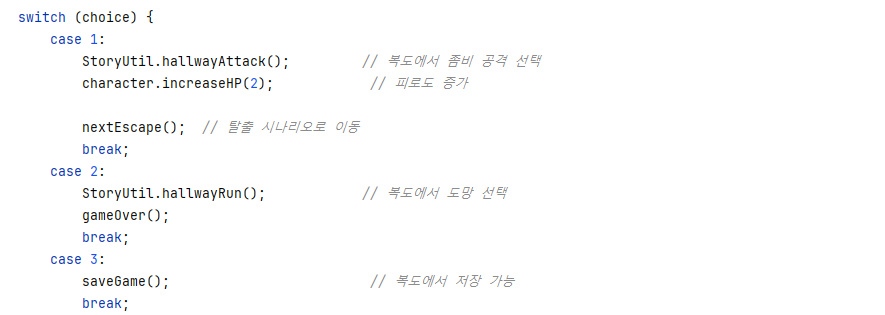 switch (choice) {
case 1:
StoryUtil.hallwayAttack(); // 복도에서 좀비 공격 선택
character.increaseHP(2); // 피로도 증가
nextEscape(); // 탈출 시나리오로 이동
break;
case 2:
StoryUtil.hallwayRun(); // 복도에서 도망 선택
gameOver();
break;
case 3:
saveGame(); // 복도에서 저장 가능
break;